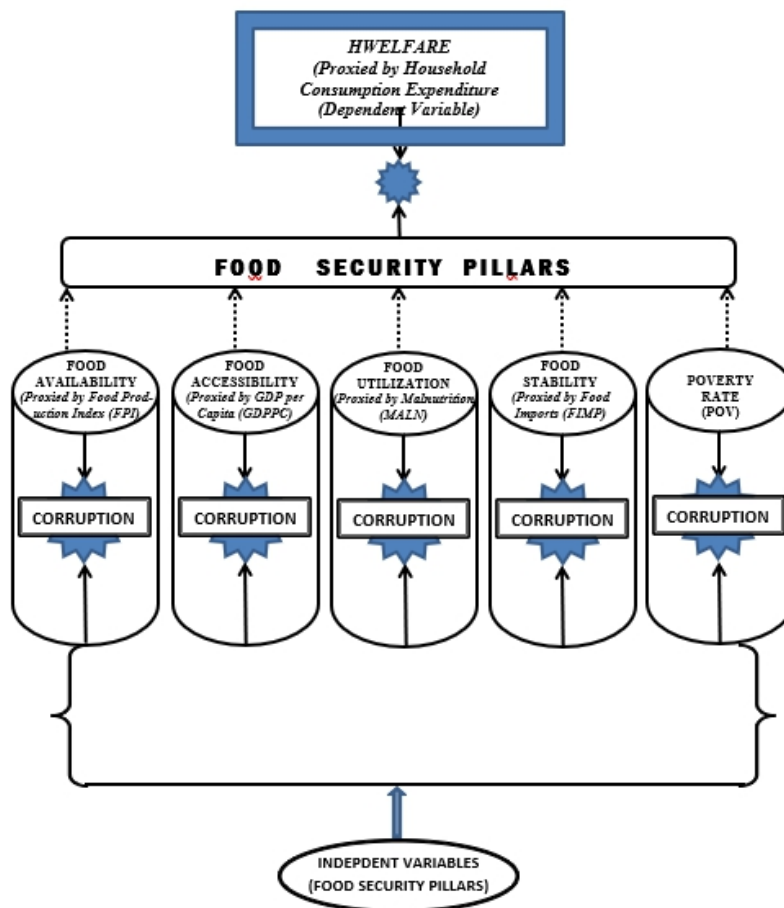 HWELFARE
(Proxied by Household
Consumption Expenditure
(Dependent Variable)
FOOD SECURITY PILLARS
FOOD
AVAILABILITY
(Proxied by Food Prod-
uction Index (FPI)
FOOD
ACCESSIBILITY
(Proxied by GDP per
Capita (GDPPC)
FOOD
UTILIZATION
(Proxied by Malnutrition)
(MALN)
FOOD
STABILITY
(Proxied by Food
Imports (FIMP)
POVERTY
RATE
(POV)
CORRUPTION
CORRUPTION
CORRUPTION
CORRUPTION
CORRUPTION
INDEPDENT VARIABLES
(FOOD SECURITY PILLARS)